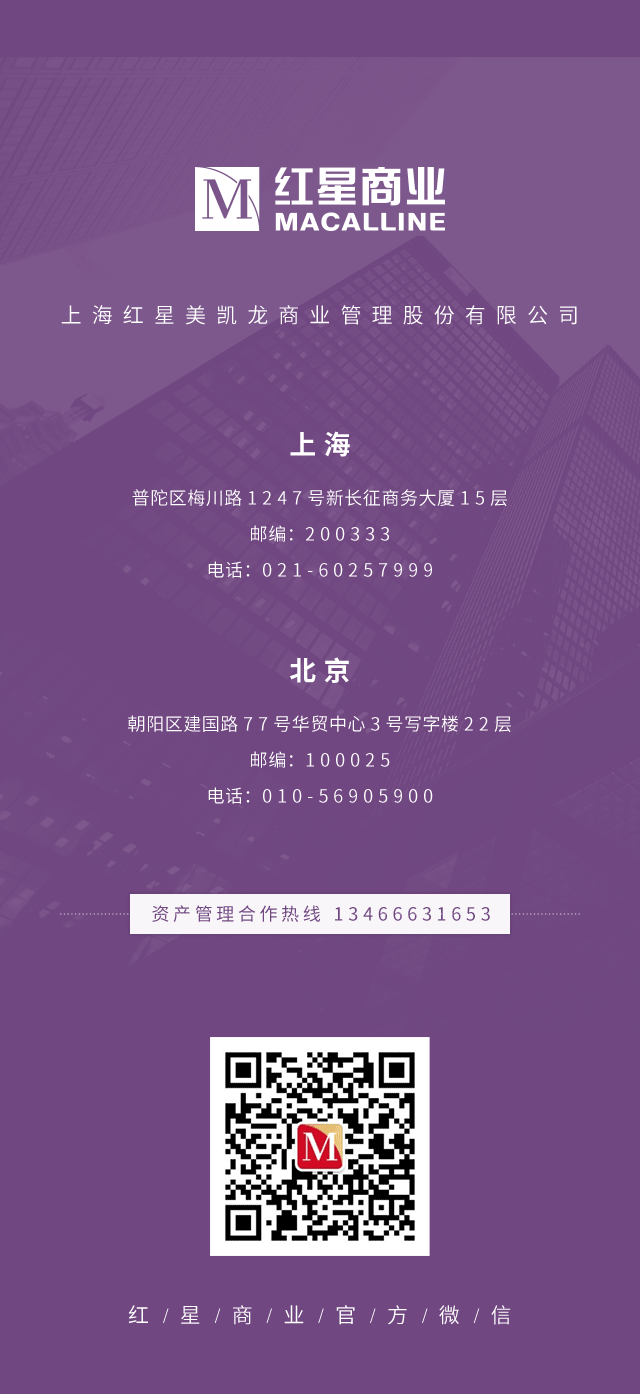 M 红星商业
MACALLINE
上海红星美凯龙商业管理股份有限公司
上海
普陀区梅川路1247号新长征商务大厦15层
邮编：200333
电话：021-60257999
北京
朝阳区建国路77号华贸中心3号写字楼22层
邮编：100025
电话：010-56905900
资产管理合作热线 13466631653
M
红/星/商/业/官/方/微/信